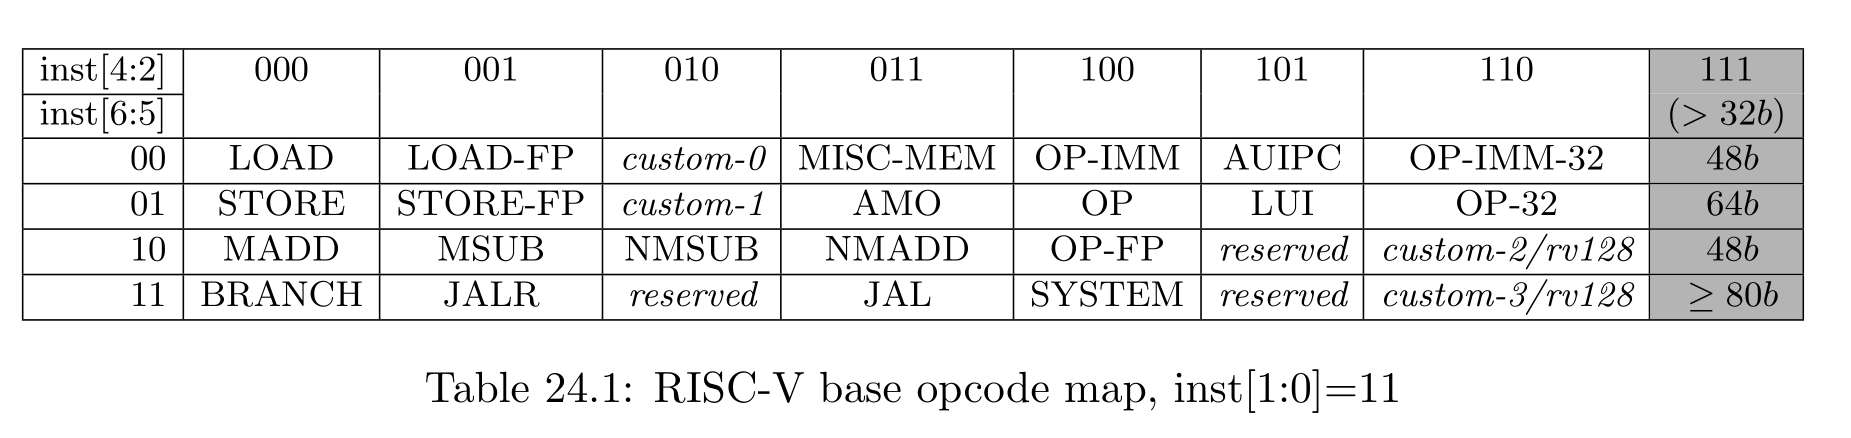 inst[4:2] 000 001 010 011 100 101 110 111
inst[6:5] (> 32b)
00 LOAD LOAD-FP custom-0 MISC-MEM OP-IMM AUIPC OP-IMM-32 48b
01 STORE STORE-FP custom-1 AMO OP LUI OP-32 64b
10 MADD MSUB NMSUB NMADD OP-FP reserved custom-2/rv128 48b
11 BRANCH JALR reserved JAL SYSTEM reserved custom-3/rv128 ≥ 80b
Table 24.1: RISC-V base opcode map, inst[1:0]=11